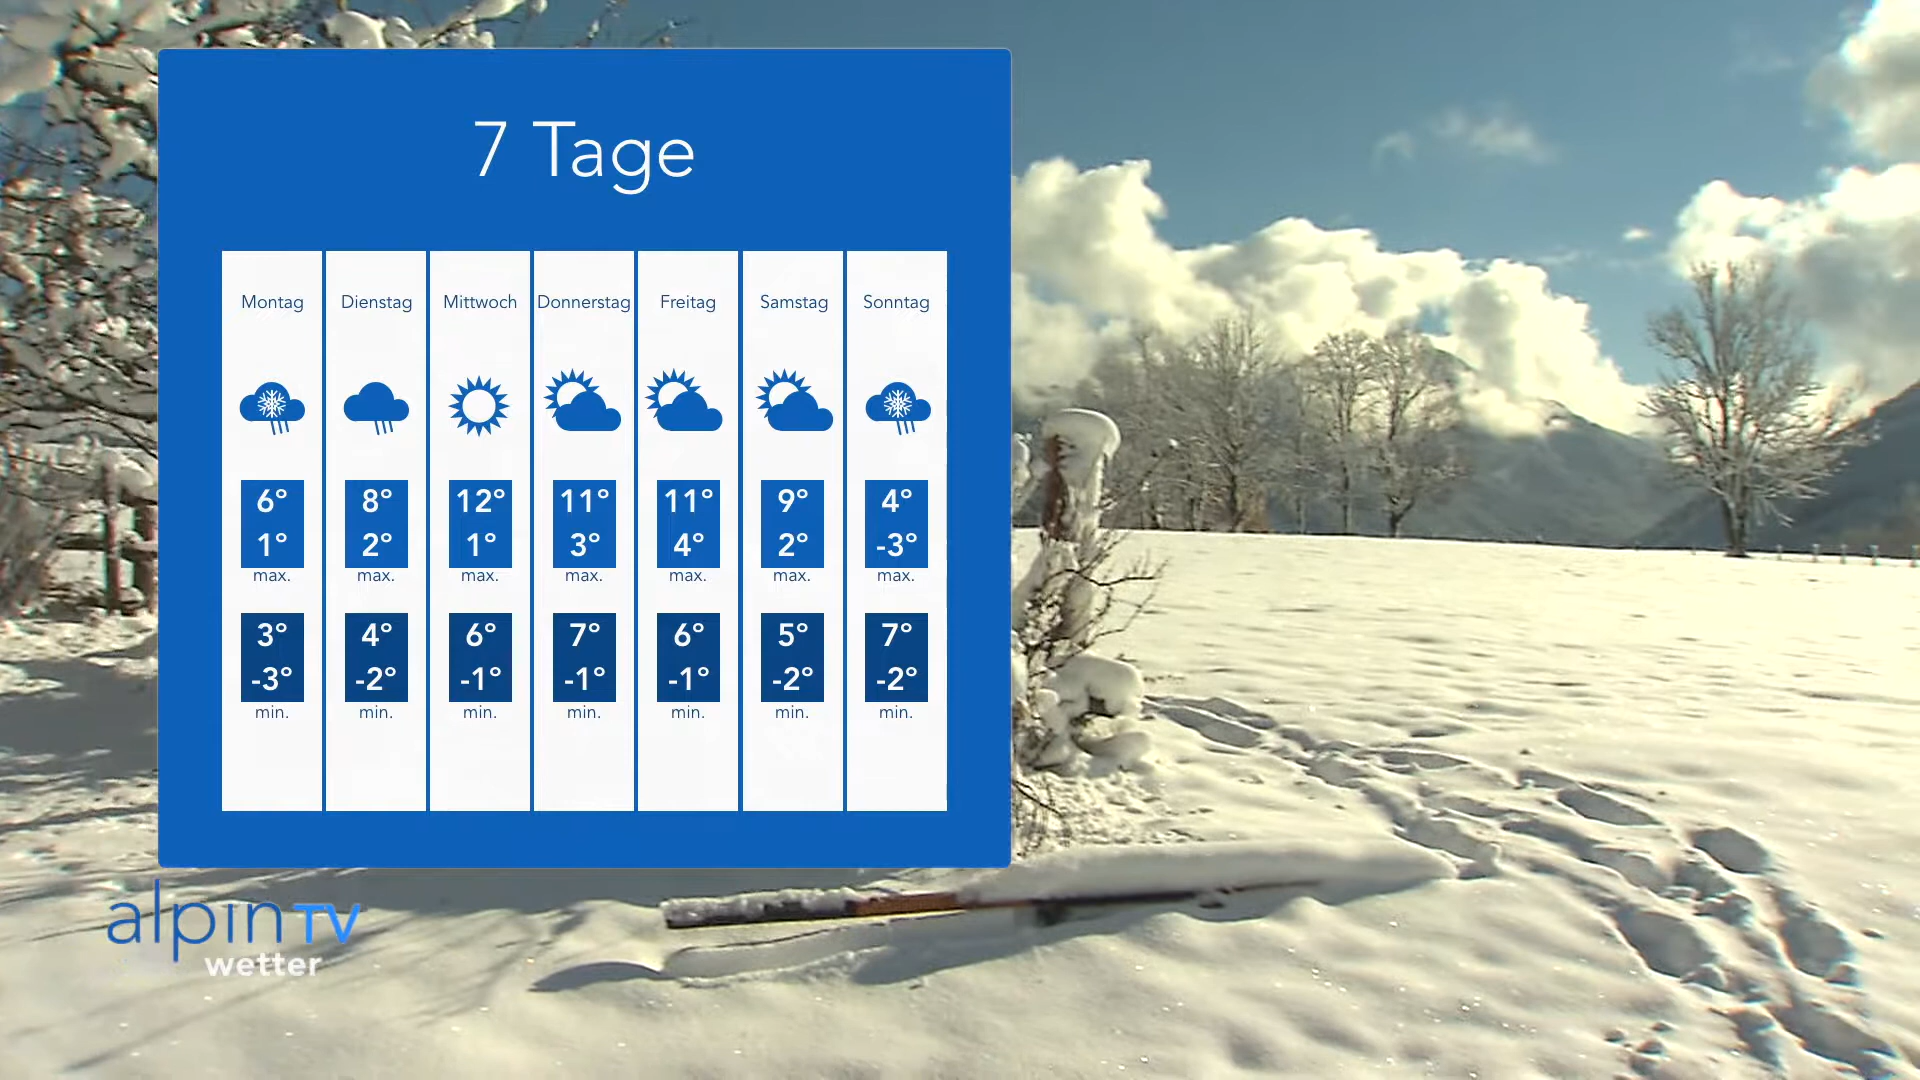 7 Tage
Montag Dienstag Mittwoch Donnerstag Freitag Samstag Sonntag
6° 8° 12° 11° 11° 9° 4°
1° 2° 1° 3° 4° 2° -3°
max. max. max. max. max. max. max.
3° 4° 6° 7° 6° 5° 7°
-3° -2° -1° -1° -1° -2° -2°
min. min. min. min. min. min. min.
alpin TV
wetter